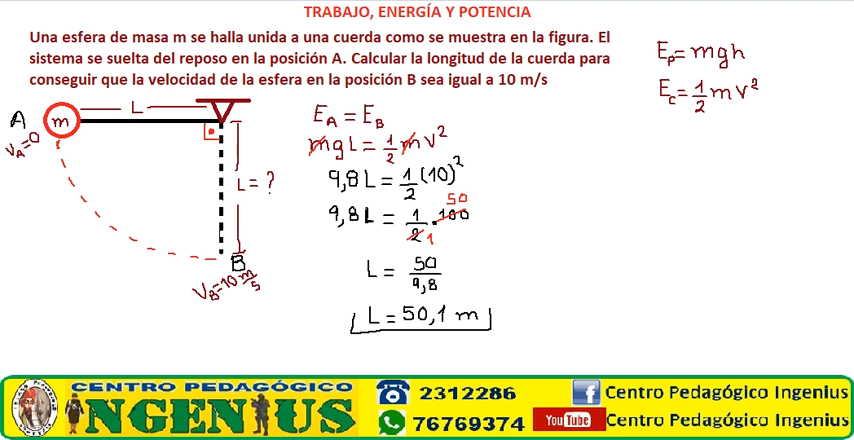 TRABAJO, ENERGÍA Y POTENCIA
Una esfera de masa m se halla unida a una cuerda como se muestra en la figura. El
sistema se suelta del reposo en la posición A. Calcular la longitud de la cuerda para
conseguir que la velocidad de la esfera en la posición B sea igual a 10 m/s
Ep=mgh
Ec=1/2 mv²
L
A
m
VA=0
L=?
B
VB=10 m/s
EA=EB
mgL=1/2 mv²
9,8L=1/2(10)²
50
9,8L=1/2·100
1
L=50/9,8
L=50,1 m
CENTRO PEDAGÓGICO
INGENIUS
2312286
76769374
f Centro Pedagógico Ingenius
YouTube Centro Pedagógico Ingenius